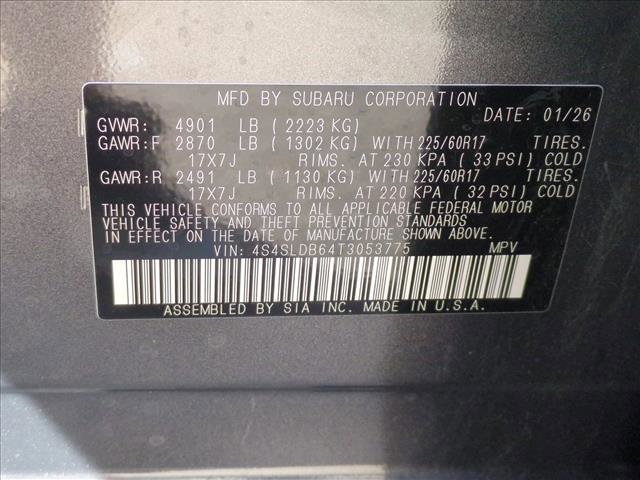 MFD BY SUBARU CORPORATION
DATE: 01/26
GVWR: 4901 LB ( 2223 KG)
GAWR:F 2870 LB ( 1302 KG) WITH 225/60R17 TIRES.
17X7J RIMS. AT 230 KPA ( 33 PSI) COLD
GAWR:R 2491 LB ( 1130 KG) WITH 225/60R17 TIRES.
17X7J RIMS. AT 220 KPA ( 32 PSI) COLD
THIS VEHICLE CONFORMS TO ALL APPLICABLE FEDERAL MOTOR
VEHICLE SAFETY AND THEFT PREVENTION STANDARDS
IN EFFECT ON THE DATE OF MANUFACTURE SHOWN ABOVE.
VIN: 4S4SLDB64T3053775 MPV
ASSEMBLED BY SIA INC. MADE IN U.S.A.